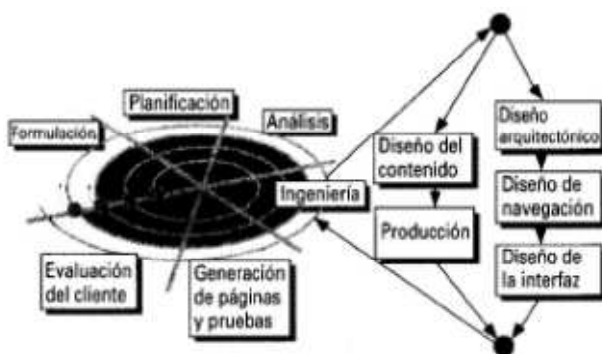 Planificación
Formulación
Análisis
Ingeniería
Evaluación
del cliente
Generación
de páginas
y pruebas
Diseño del
contenido
Producción
Diseño
arquitectónico
Diseño de
navegación
Diseño de
la interfaz